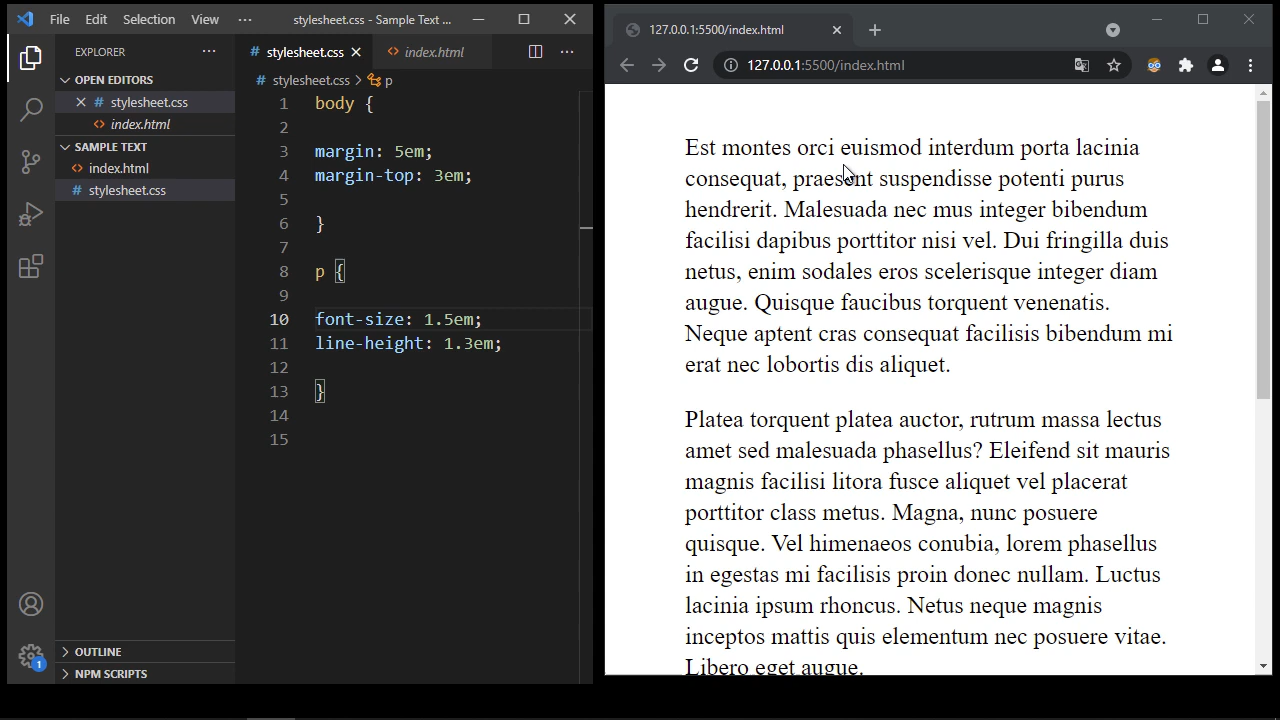 File Edit Selection View ··· stylesheet.css - Sample Text ...
EXPLORER ···
OPEN EDITORS
# stylesheet.css
<> index.html
SAMPLE TEXT
<> index.html
# stylesheet.css
OUTLINE
NPM SCRIPTS
1
# stylesheet.css <> index.html ···
# stylesheet.css > p
1 body {
2
3 margin: 5em;
4 margin-top: 3em;
5
6 }
7
8 p {
9
10 font-size: 1.5em;
11 line-height: 1.3em;
12
13 }
14
15
127.0.0.1:5500/index.html
127.0.0.1:5500/index.html
Est montes orci euismod interdum porta lacinia
consequat, praesent suspendisse potenti purus
hendrerit. Malesuada nec mus integer bibendum
facilisi dapibus porttitor nisi vel. Dui fringilla duis
netus, enim sodales eros scelerisque integer diam
augue. Quisque faucibus torquent venenatis.
Neque aptent cras consequat facilisis bibendum mi
erat nec lobortis dis aliquet.
Platea torquent platea auctor, rutrum massa lectus
amet sed malesuada phasellus? Eleifend sit mauris
magnis facilisi litora fusce aliquet vel placerat
porttitor class metus. Magna, nunc posuere
quisque. Vel himenaeos conubia, lorem phasellus
in egestas mi facilisis proin donec nullam. Luctus
lacinia ipsum rhoncus. Netus neque magnis
inceptos mattis quis elementum nec posuere vitae.
Libero eget augue.